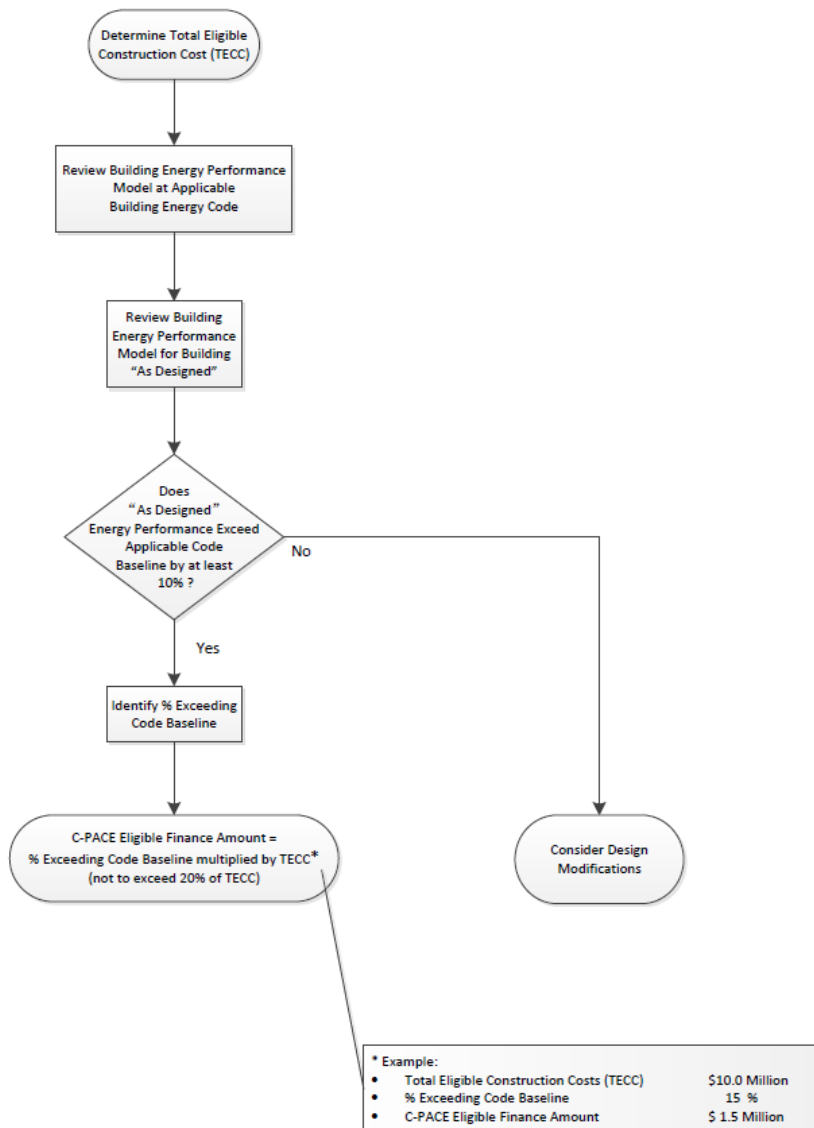 Determine Total Eligible
Construction Cost (TECC)
Review Building Energy Performance
Model at Applicable
Building Energy Code
Review Building
Energy Performance
Model for Building
“As Designed”
Does
“As Designed”
Energy Performance Exceed
Applicable Code
Baseline by at least
10% ?
No
Yes
Identify % Exceeding
Code Baseline
C-PACE Eligible Finance Amount =
% Exceeding Code Baseline multiplied by TECC*
(not to exceed 20% of TECC)
Consider Design
Modifications
* Example:
• Total Eligible Construction Costs (TECC) $10.0 Million
• % Exceeding Code Baseline 15 %
• C-PACE Eligible Finance Amount $ 1.5 Million